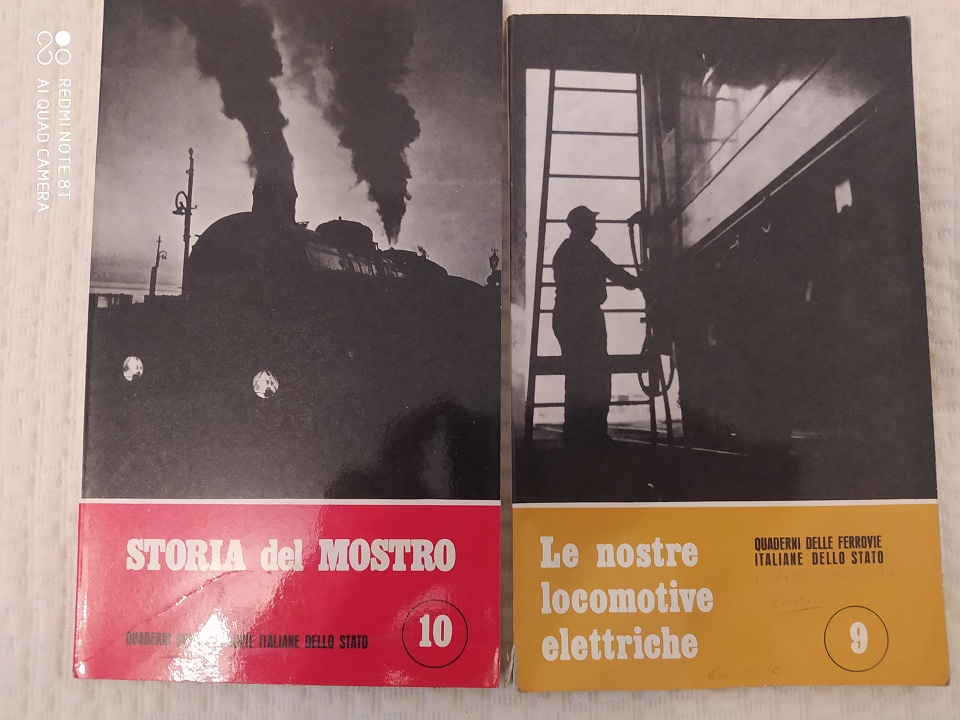 REDMI NOTE 8T
AI QUAD CAMERA
STORIA del MOSTRO
QUADERNI ITALIANE DELLO STATO
10
Le nostre
locomotive
elettriche
QUADERNI DELLE FERROVIE
ITALIANE DELLO STATO
9